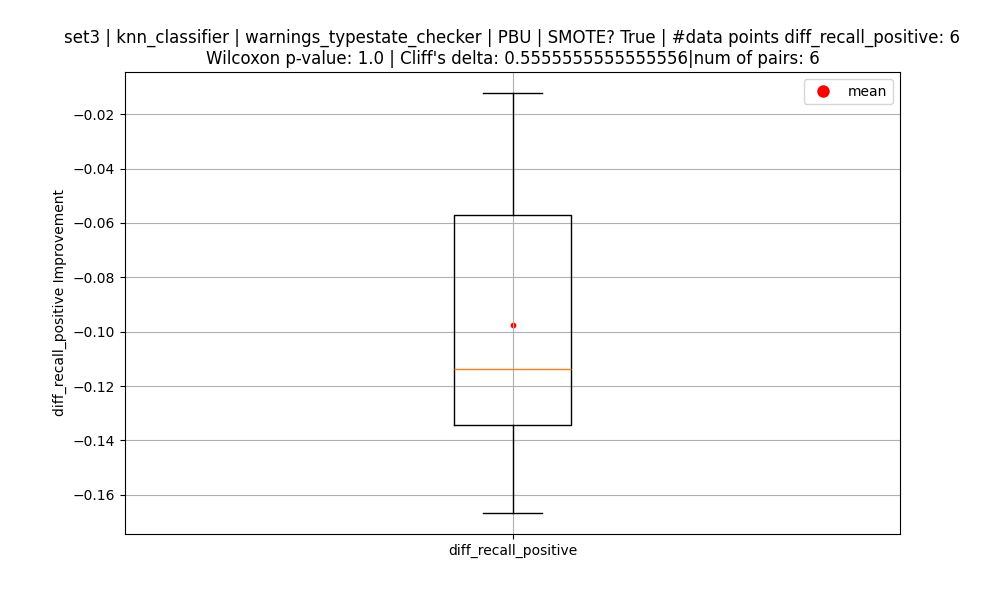 set3 | knn_classifier | warnings_typestate_checker | PBU | SMOTE? True | #data points diff_recall_positive: 6
Wilcoxon p-value: 1.0 | Cliff's delta: 0.5555555555555556|num of pairs: 6
mean
−0.02
−0.04
−0.06
−0.08
−0.10
−0.12
−0.14
−0.16
diff_recall_positive Improvement
diff_recall_positive